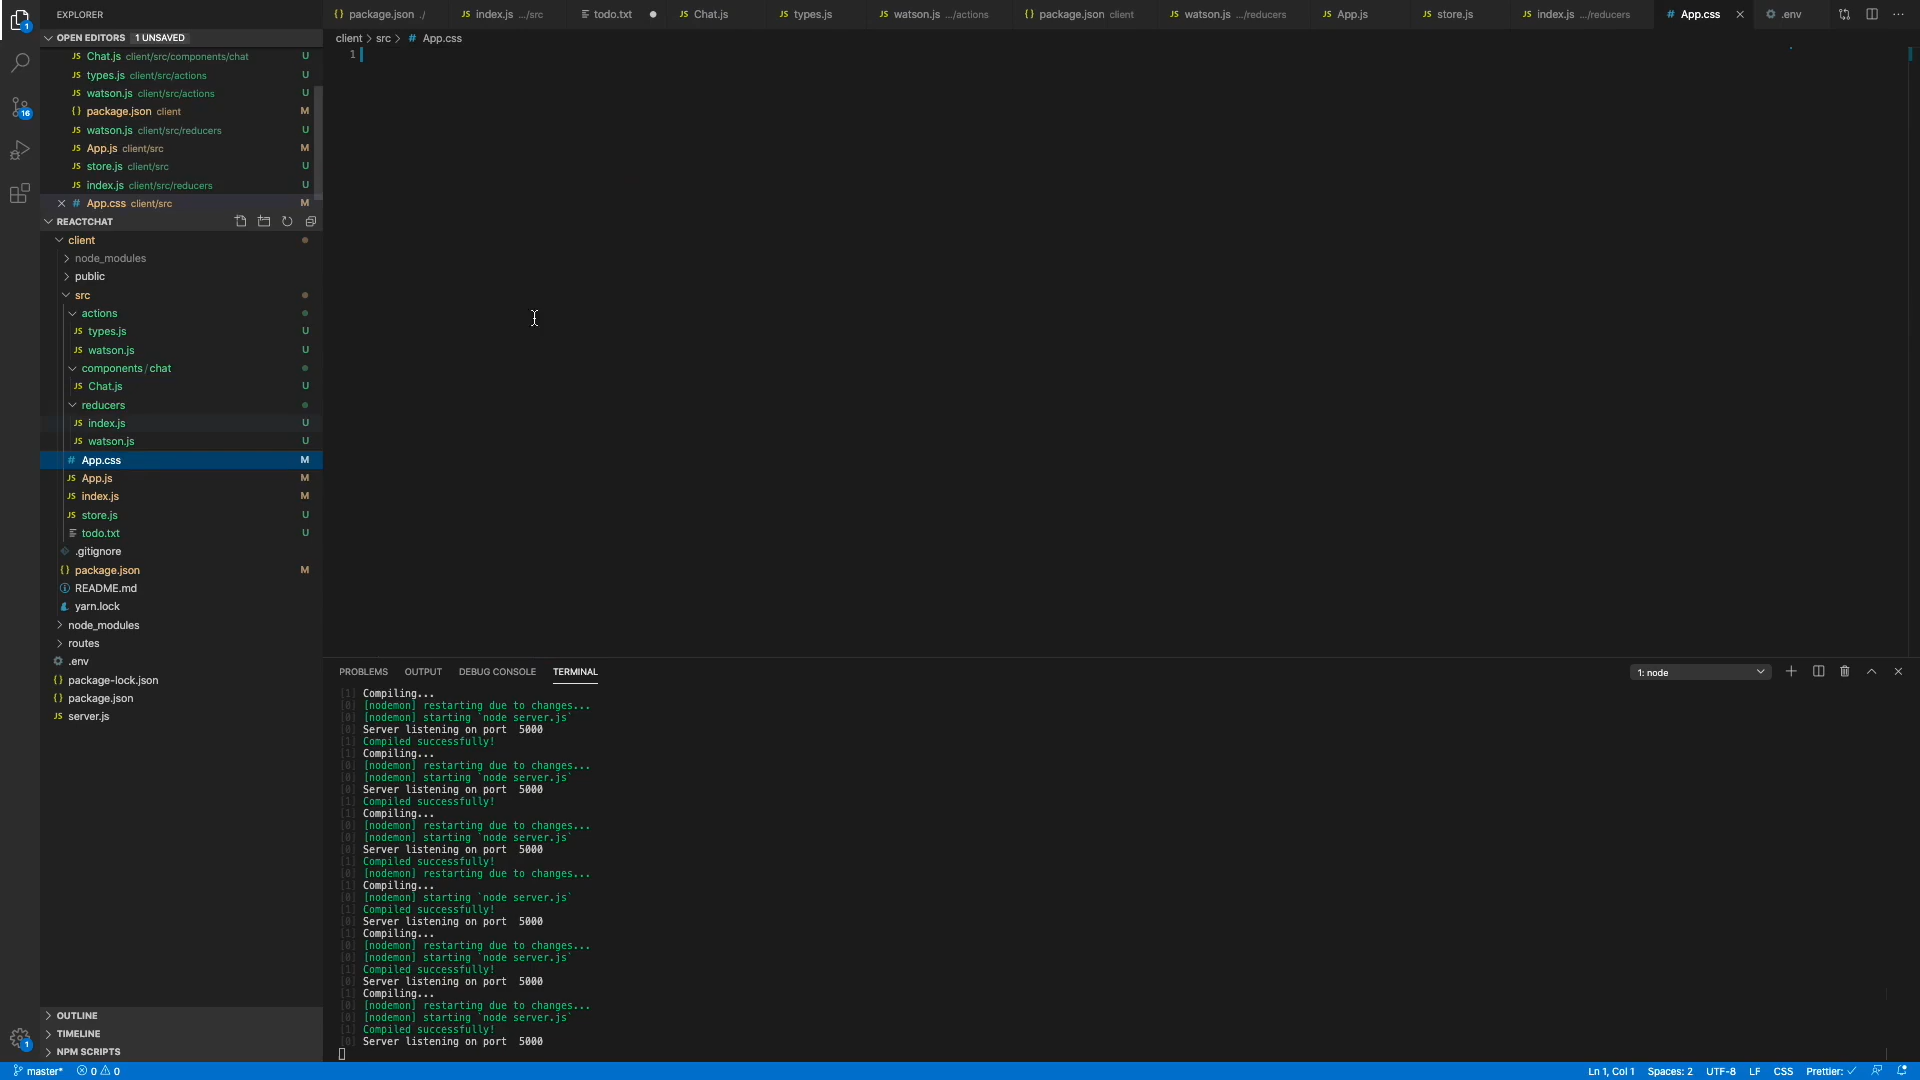 EXPLORER
OPEN EDITORS 1 UNSAVED
JS Chat.js client/src/components/chat U
JS types.js client/src/actions U
JS watson.js client/src/actions U
{} package.json client M
JS watson.js client/src/reducers U
JS App.js client/src M
JS store.js client/src U
JS index.js client/src/reducers U
# App.css client/src M
REACTCHAT
client
node_modules
public
src
actions
JS types.js U
JS watson.js U
components/chat
JS Chat.js U
reducers
JS index.js U
JS watson.js U
# App.css M
JS App.js M
JS index.js M
JS store.js U
todo.txt U
.gitignore
{} package.json M
README.md
yarn.lock
node_modules
routes
.env
{} package-lock.json
{} package.json
JS server.js
OUTLINE
TIMELINE
NPM SCRIPTS
1
16
1
{} package.json ./ JS index.js .../src todo.txt JS Chat.js JS types.js JS watson.js .../actions {} package.json client JS watson.js .../reducers JS App.js JS store.js JS index.js .../reducers # App.css .env
client > src > # App.css
1
PROBLEMS OUTPUT DEBUG CONSOLE TERMINAL 1: node
[1] Compiling...
[0] [nodemon] restarting due to changes...
[0] [nodemon] starting `node server.js`
[0] Server listening on port 5000
[1] Compiled successfully!
[1] Compiling...
[0] [nodemon] restarting due to changes...
[0] [nodemon] starting `node server.js`
[0] Server listening on port 5000
[1] Compiled successfully!
[1] Compiling...
[0] [nodemon] restarting due to changes...
[0] [nodemon] starting `node server.js`
[0] Server listening on port 5000
[1] Compiled successfully!
[0] [nodemon] restarting due to changes...
[1] Compiling...
[0] [nodemon] starting `node server.js`
[1] Compiled successfully!
[0] Server listening on port 5000
[1] Compiling...
[0] [nodemon] restarting due to changes...
[0] [nodemon] starting `node server.js`
[1] Compiled successfully!
[0] Server listening on port 5000
[1] Compiling...
[0] [nodemon] restarting due to changes...
[0] [nodemon] starting `node server.js`
[1] Compiled successfully!
[0] Server listening on port 5000
master* 0 0 Ln 1, Col 1 Spaces: 2 UTF-8 LF CSS Prettier: ✓